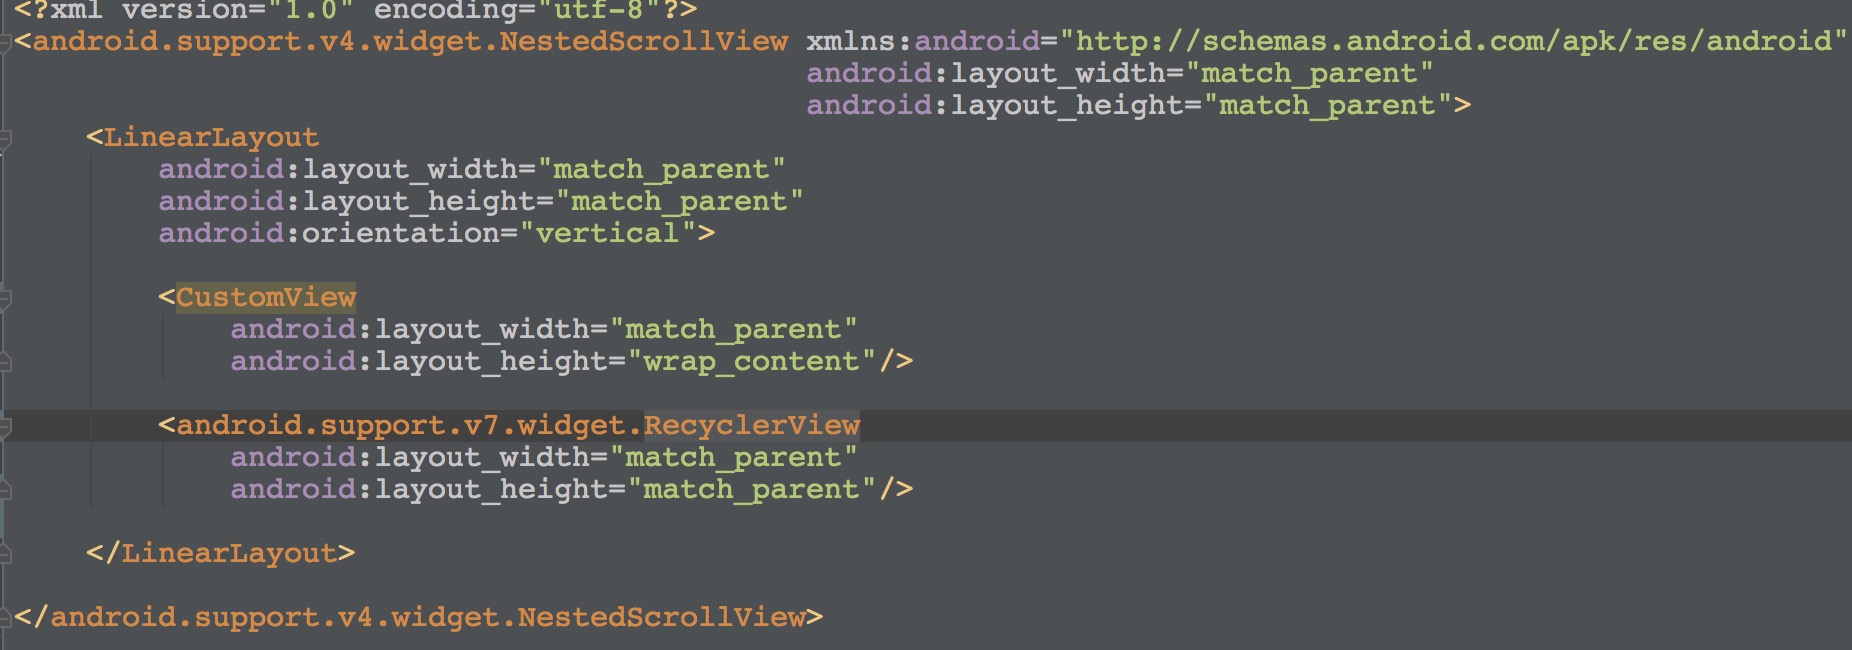 <?xml version="1.0" encoding="utf-8"?>
<android.support.v4.widget.NestedScrollView xmlns:android="http://schemas.android.com/apk/res/android"
android:layout_width="match_parent"
android:layout_height="match_parent">
<LinearLayout
android:layout_width="match_parent"
android:layout_height="match_parent"
android:orientation="vertical">
<CustomView
android:layout_width="match_parent"
android:layout_height="wrap_content"/>
<android.support.v7.widget.RecyclerView
android:layout_width="match_parent"
android:layout_height="match_parent"/>
</LinearLayout>
</android.support.v4.widget.NestedScrollView>